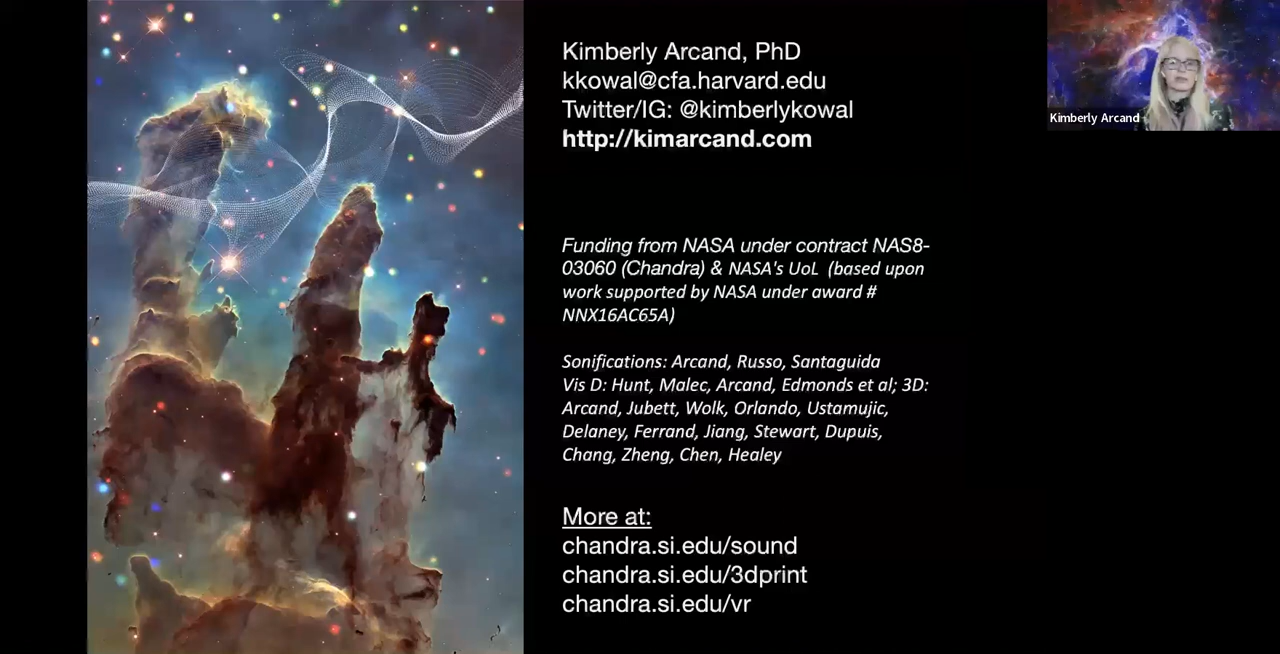 Kimberly Arcand, PhD
kkowal@cfa.harvard.edu
Twitter/IG: @kimberlykowal
http://kimarcand.com
Kimberly Arcand
Funding from NASA under contract NAS8-
03060 (Chandra) & NASA's UoL (based upon
work supported by NASA under award #
NNX16AC65A)
Sonifications: Arcand, Russo, Santaguida
Vis D: Hunt, Malec, Arcand, Edmonds et al; 3D:
Arcand, Jubett, Wolk, Orlando, Ustamujic,
Delaney, Ferrand, Jiang, Stewart, Dupuis,
Chang, Zheng, Chen, Healey
More at:
chandra.si.edu/sound
chandra.si.edu/3dprint
chandra.si.edu/vr